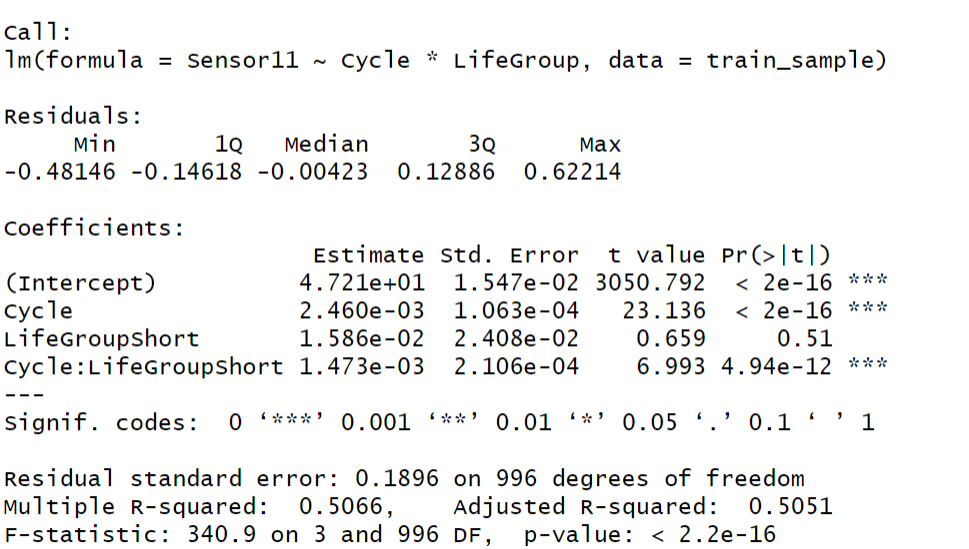 Call:
lm(formula = Sensor11 ~ Cycle * LifeGroup, data = train_sample)
Residuals:
Min 1Q Median 3Q Max
-0.48146 -0.14618 -0.00423 0.12886 0.62214
Coefficients:
Estimate Std. Error t value Pr(>|t|)
(Intercept) 4.721e+01 1.547e-02 3050.792 < 2e-16 ***
Cycle 2.460e-03 1.063e-04 23.136 < 2e-16 ***
LifeGroupShort 1.586e-02 2.408e-02 0.659 0.51
Cycle:LifeGroupShort 1.473e-03 2.106e-04 6.993 4.94e-12 ***
---
Signif. codes: 0 ‘***’ 0.001 ‘**’ 0.01 ‘*’ 0.05 ‘.’ 0.1 ‘ ’ 1
Residual standard error: 0.1896 on 996 degrees of freedom
Multiple R-squared: 0.5066, Adjusted R-squared: 0.5051
F-statistic: 340.9 on 3 and 996 DF, p-value: < 2.2e-16